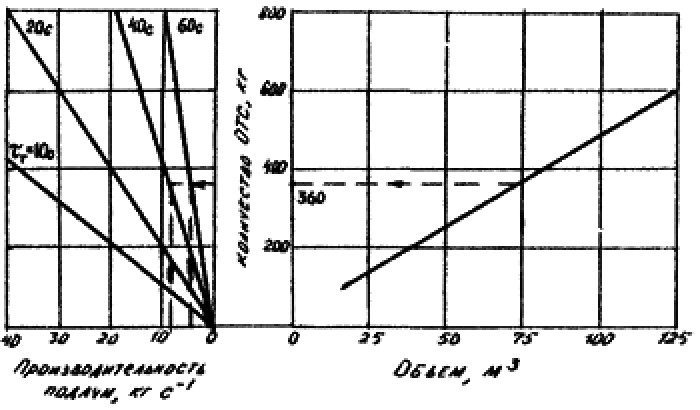 20с 40с 60с
τт=10с
40 30 20 10 0
Производительность
подачи, кг с⁻¹
Количество ОТС, кг
800
600
400
360
200
0 25 50 75 100 125
Объем, м³